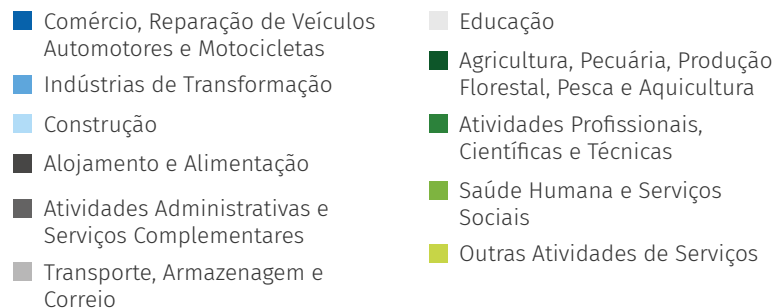 Comércio, Reparação de Veículos
Automotores e Motocicletas
Indústrias de Transformação
Construção
Alojamento e Alimentação
Atividades Administrativas e
Serviços Complementares
Transporte, Armazenagem e
Correio
Educação
Agricultura, Pecuária, Produção
Florestal, Pesca e Aquicultura
Atividades Profissionais,
Científicas e Técnicas
Saúde Humana e Serviços
Sociais
Outras Atividades de Serviços